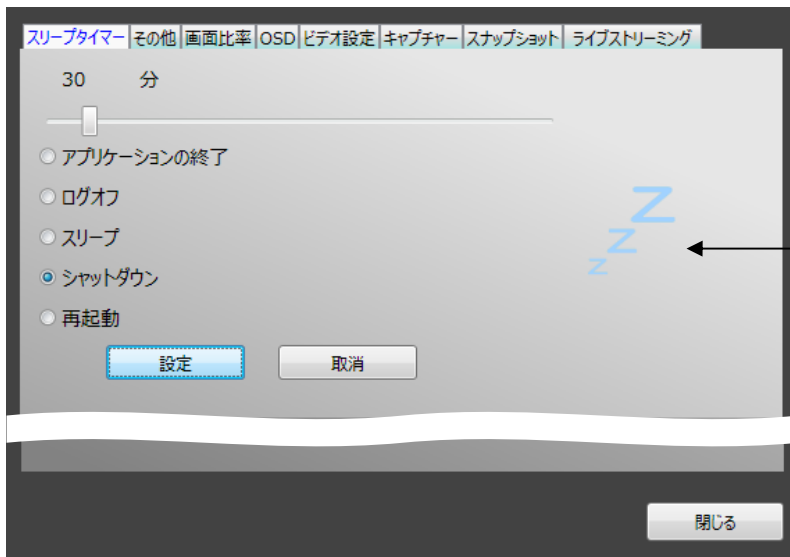 スリープタイマー その他 画面比率 OSD ビデオ設定 キャプチャー スナップショット ライブストリーミング
30 分
アプリケーションの終了
ログオフ
スリープ
シャットダウン
再起動
設定 取消
閉じる